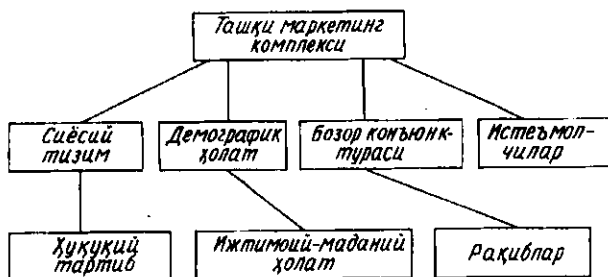 Ташқи маркетинг
комплекси
Сиёсий
тизим
Демографик
ҳолат
Бозор конъюнк-
тураси
Истеъмол-
чилар
Ҳуқуқий
тартиб
Ижтимоий-маданий
ҳолат
Рақиблар